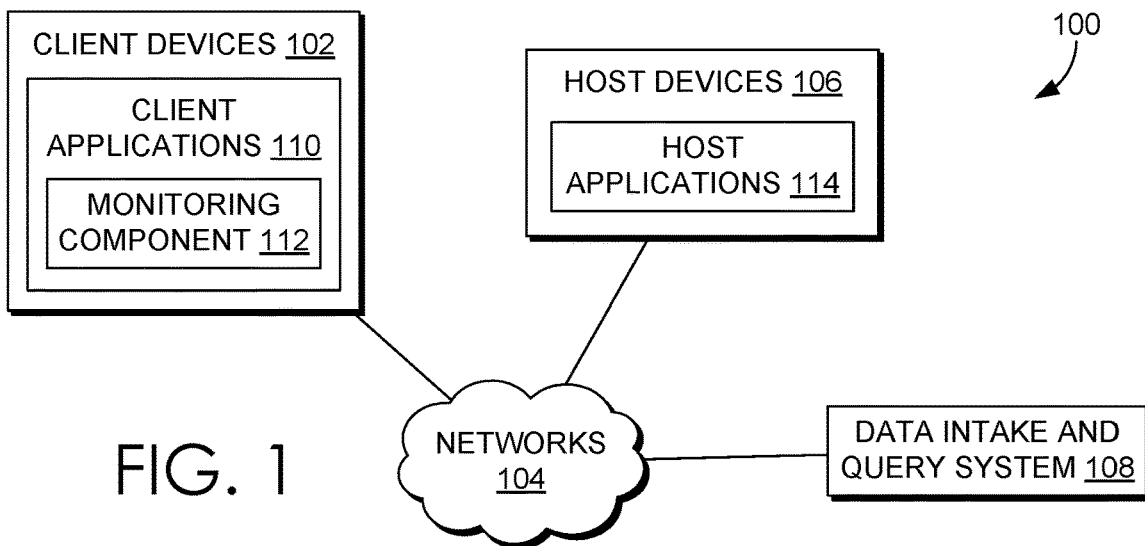 100
CLIENT DEVICES 102
CLIENT
APPLICATIONS 110
MONITORING
COMPONENT 112
HOST DEVICES 106
HOST
APPLICATIONS 114
NETWORKS
104
DATA INTAKE AND
QUERY SYSTEM 108
FIG. 1